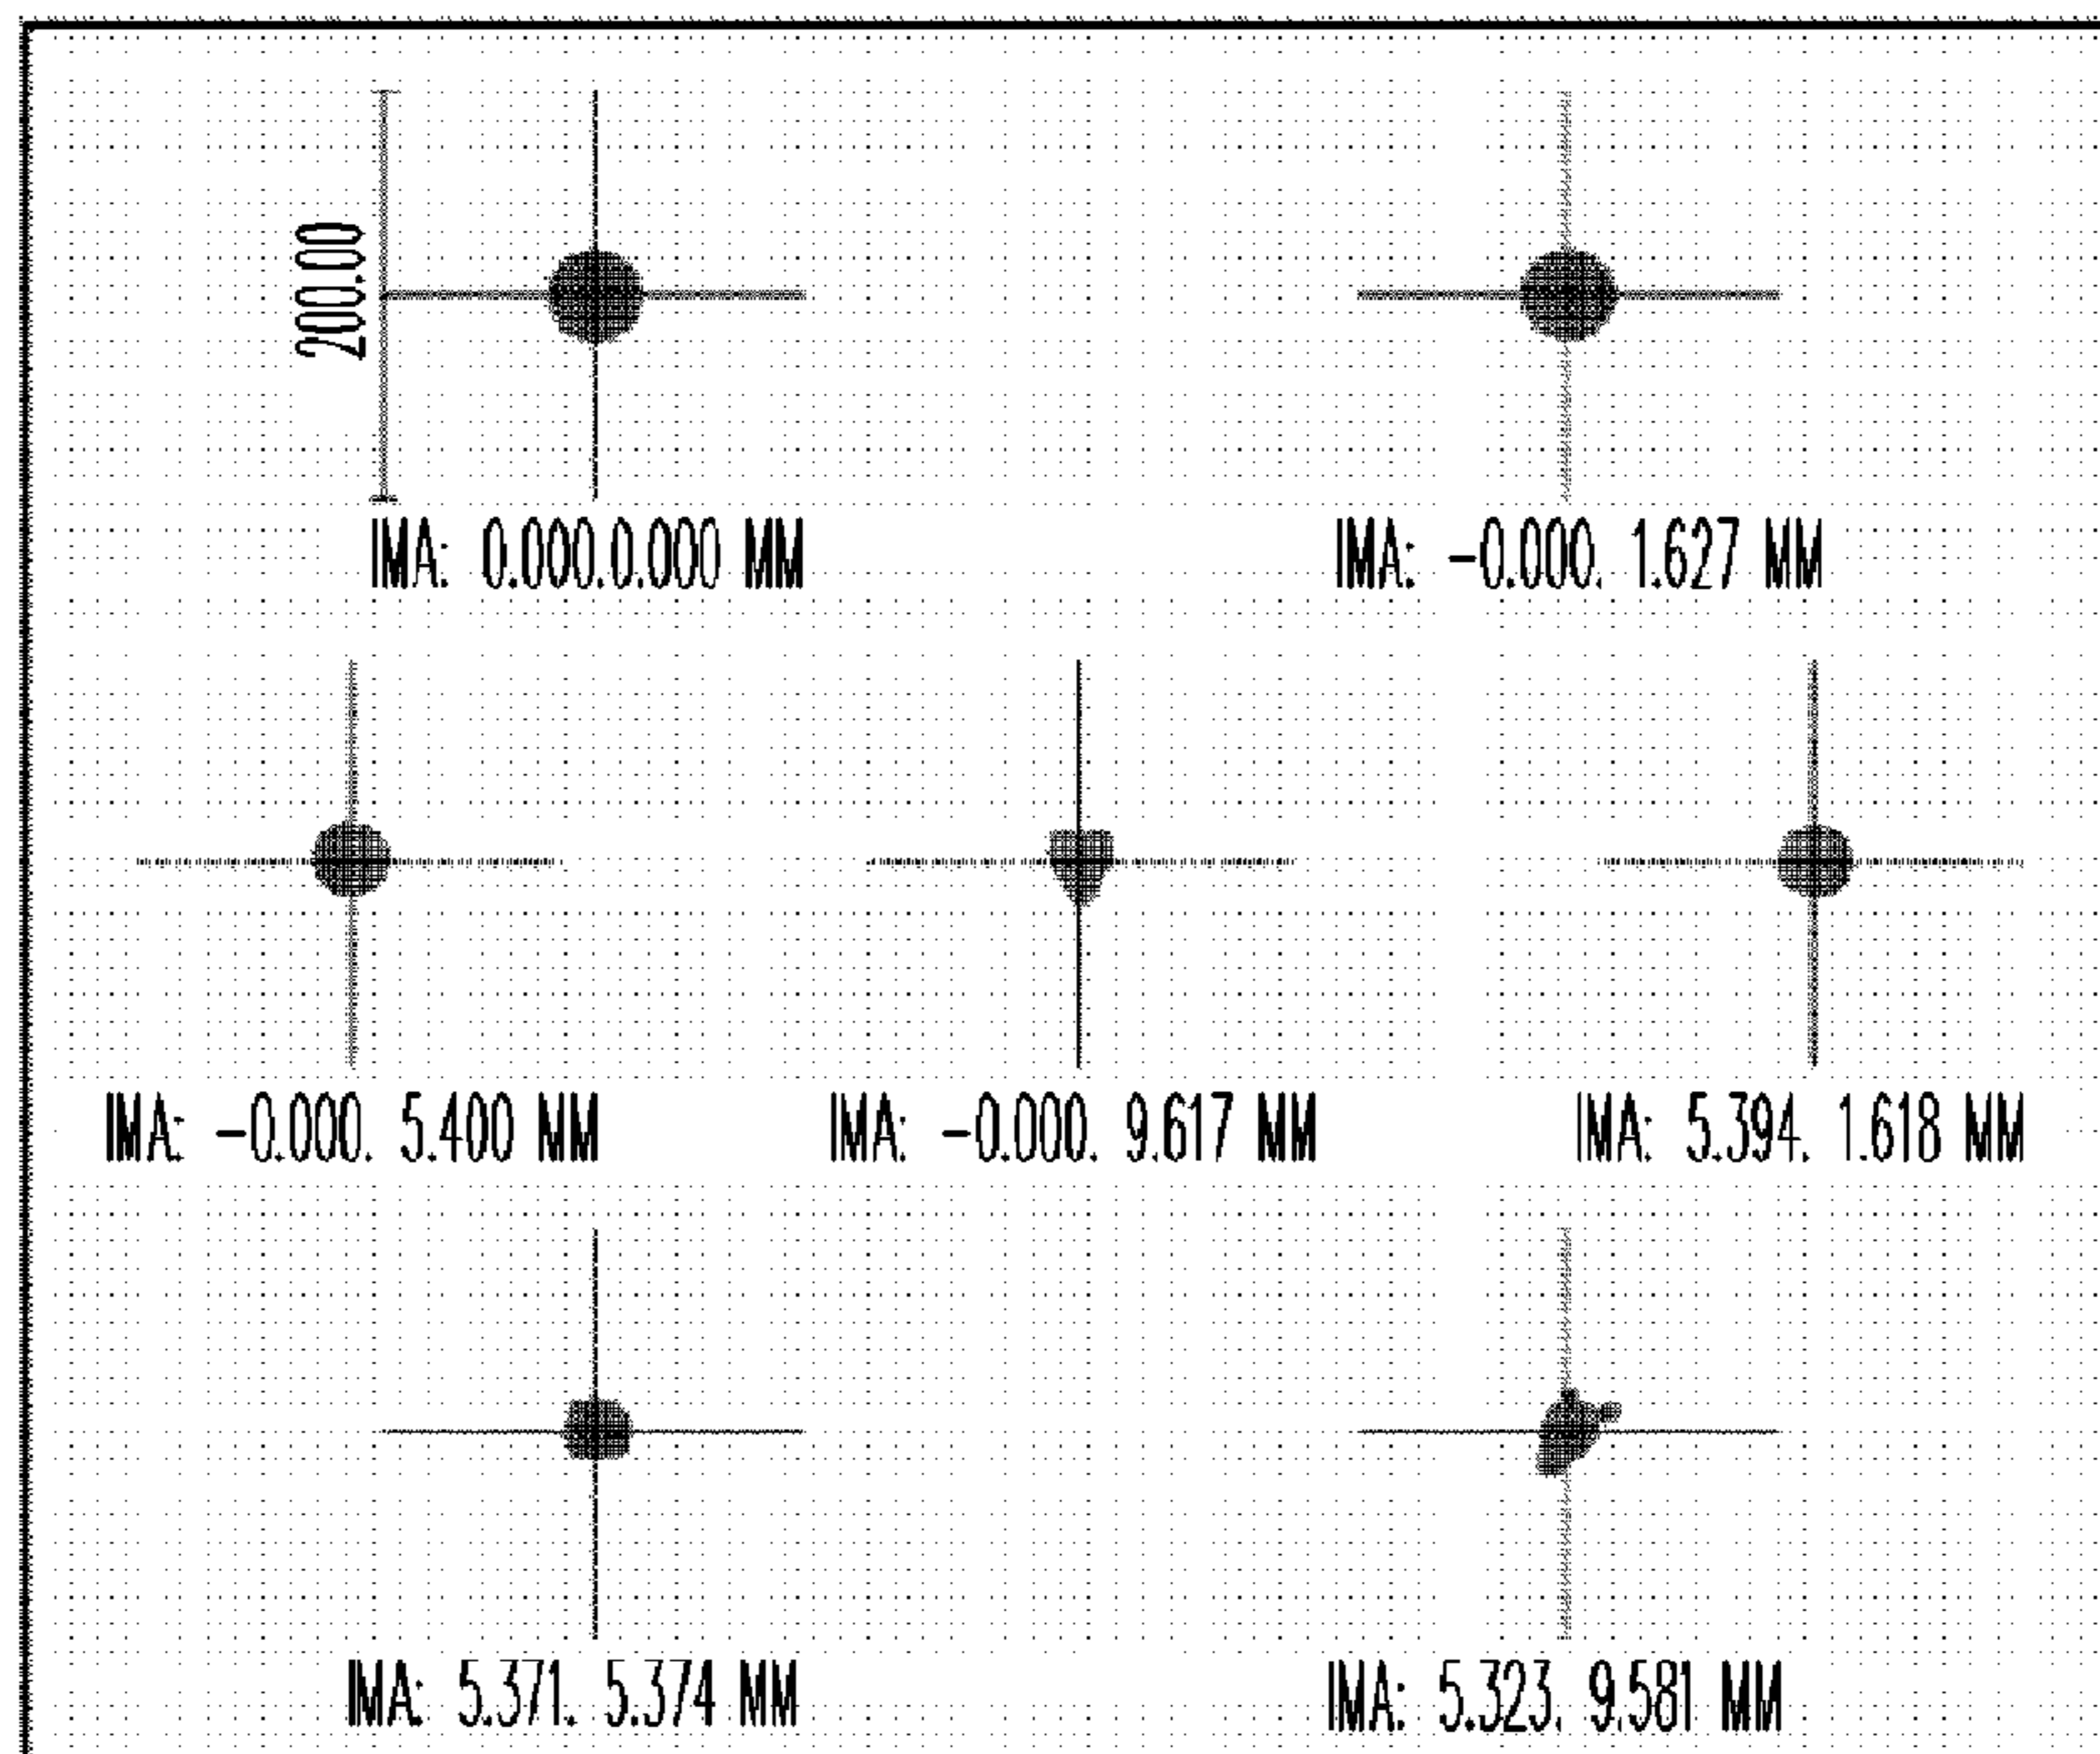 200.00
IMA: 0.000.0.000 MM
IMA: -0.000. 1.627 MM
IMA: -0.000. 5.400 MM
IMA: -0.000. 9.617 MM
IMA: 5.394. 1.618 MM
IMA: 5.371. 5.374 MM
IMA: 5.323. 9.581 MM